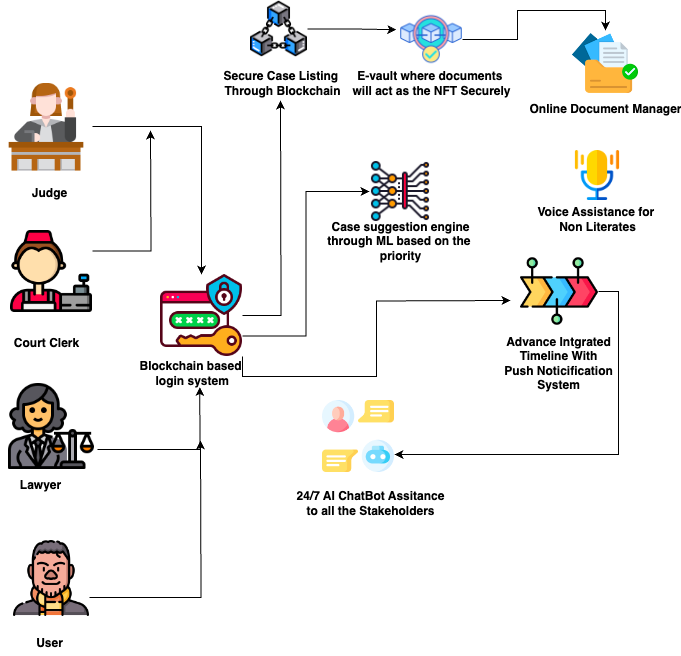 Secure Case Listing
Through Blockchain
E-vault where documents
will act as the NFT Securely
Online Document Manager
Judge
Voice Assistance for
Non Literates
Case suggestion engine
through ML based on the
priority
Court Clerk
Blockchain based
login system
Advance Intgrated
Timeline With
Push Noticification
System
Lawyer
24/7 AI ChatBot Assitance
to all the Stakeholders
User